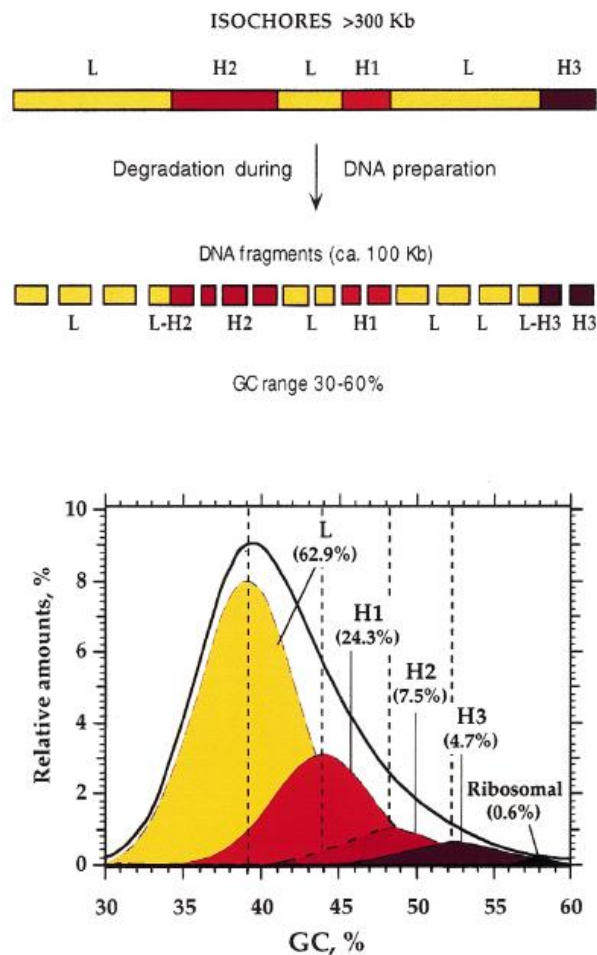 ISOCHORES >300 Kb
L H2 L H1 L H3
Degradation during DNA preparation
DNA fragments (ca. 100 Kb)
L L-H2 H2 L H1 L L L-H3 H3
GC range 30-60%
10
8
6
4
2
0
Relative amounts, %
L
(62.9%)
H1
(24.3%)
H2
(7.5%)
H3
(4.7%)
Ribosomal
(0.6%)
30 35 40 45 50 55 60
GC, %